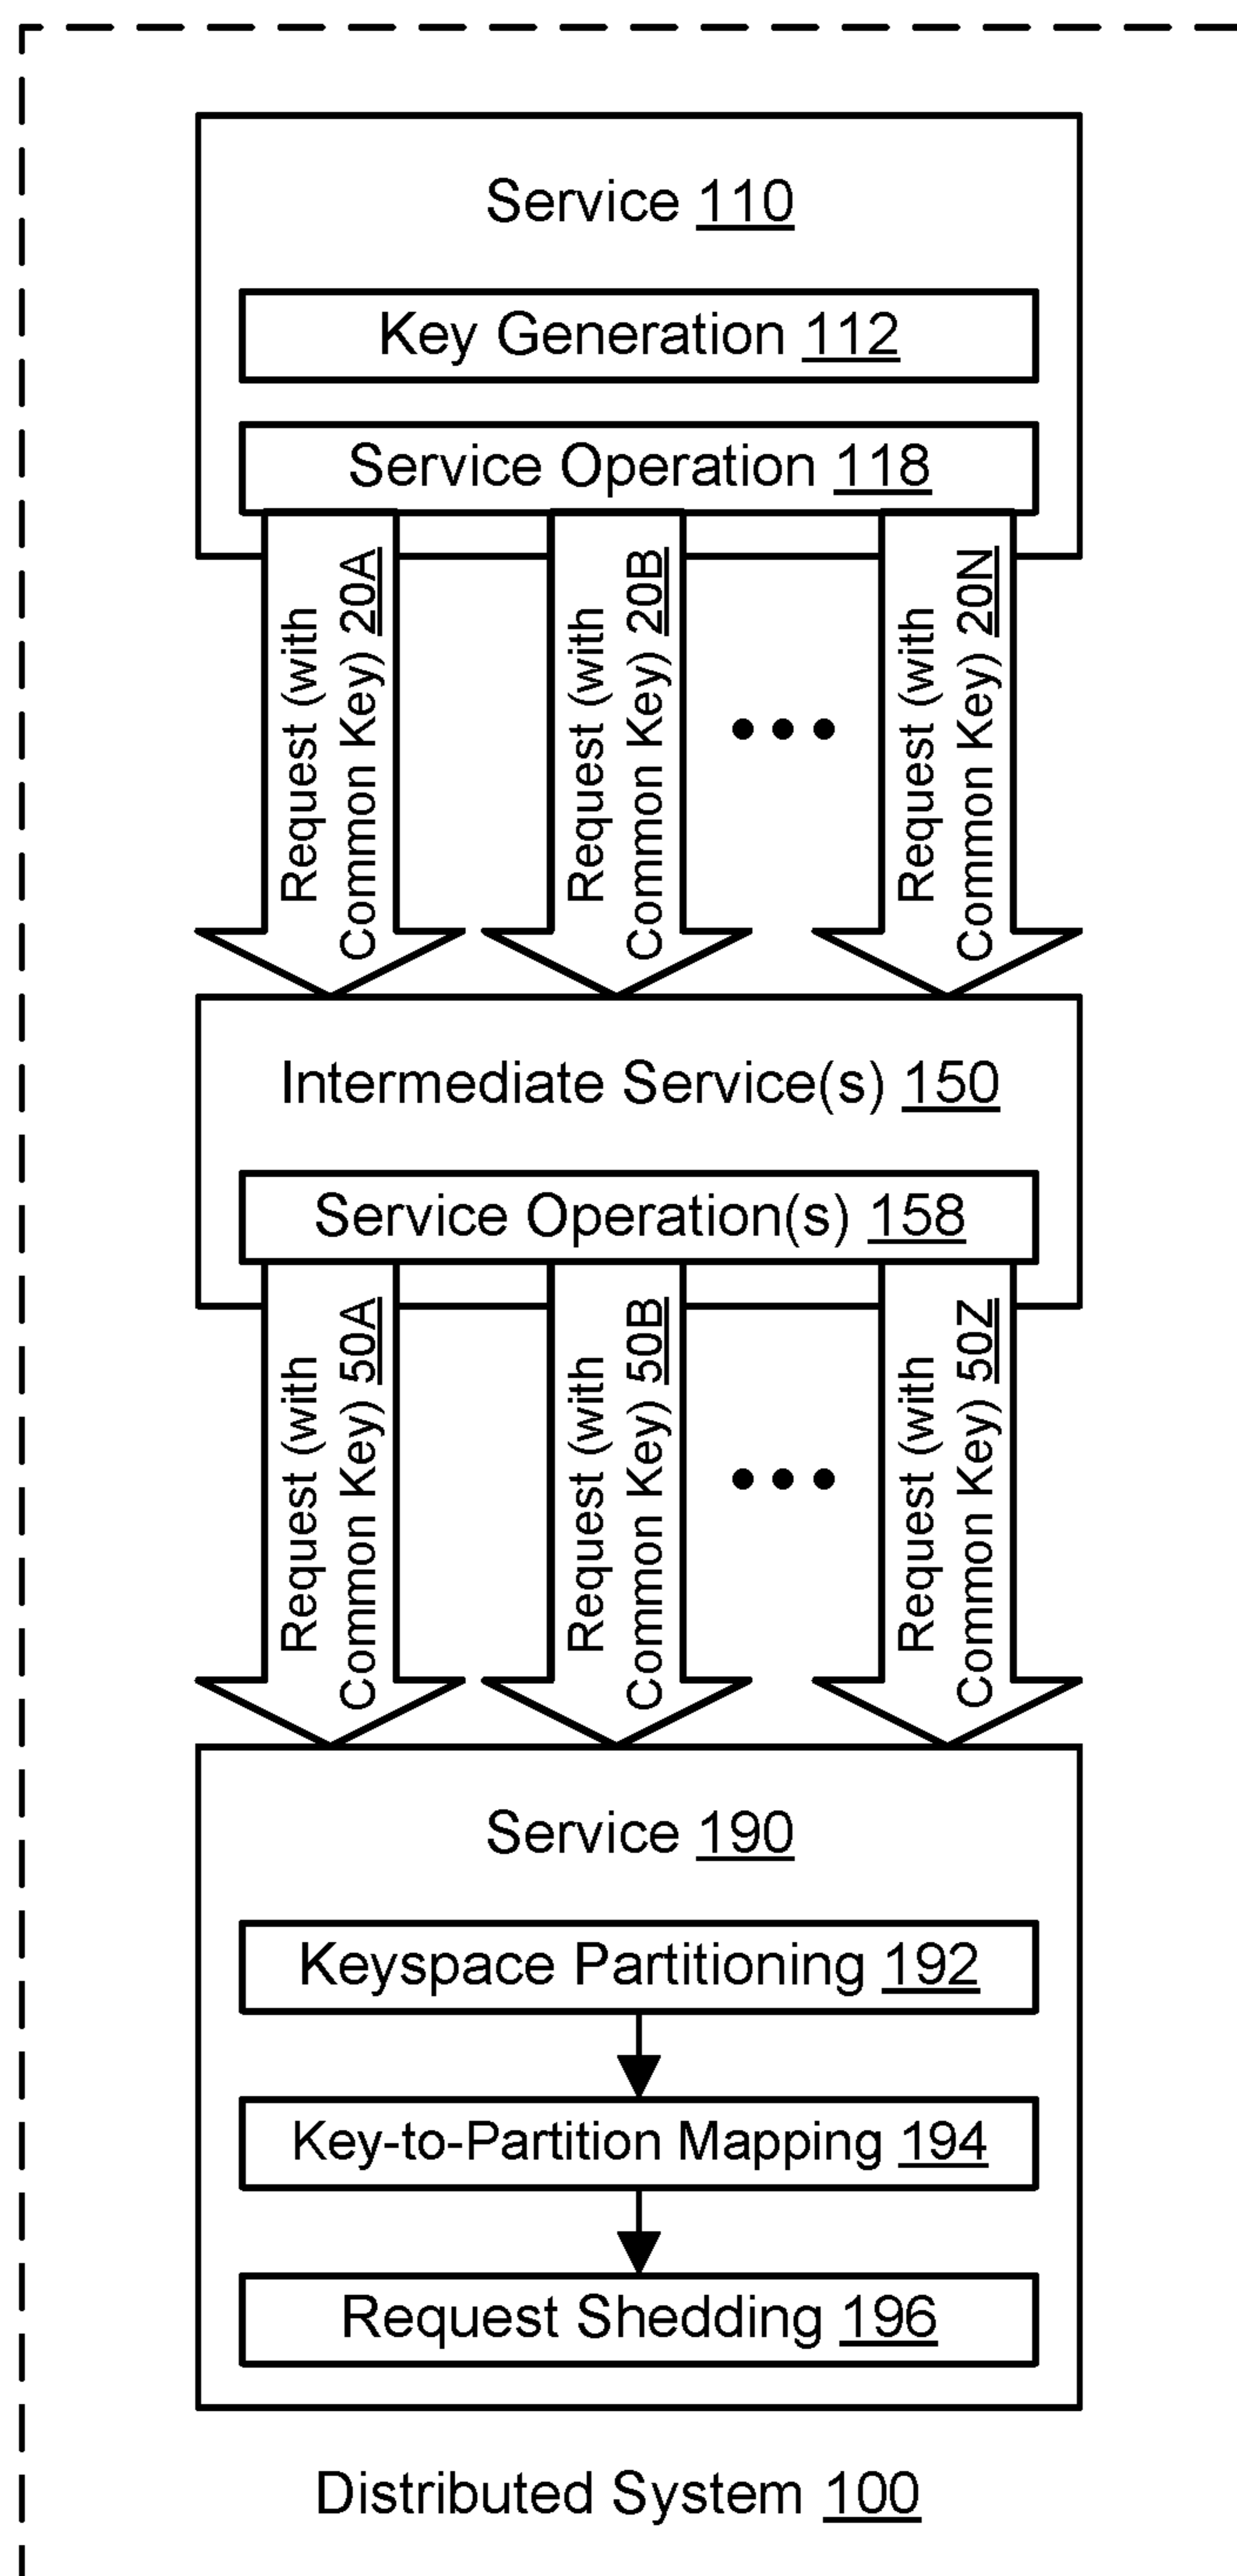 Service 110
Key Generation 112
Service Operation 118
Request (with
Common Key) 20A
Request (with
Common Key) 20B
Request (with
Common Key) 20N
Intermediate Service(s) 150
Service Operation(s) 158
Request (with
Common Key) 50A
Request (with
Common Key) 50B
Request (with
Common Key) 50Z
Service 190
Keyspace Partitioning 192
Key-to-Partition Mapping 194
Request Shedding 196
Distributed System 100